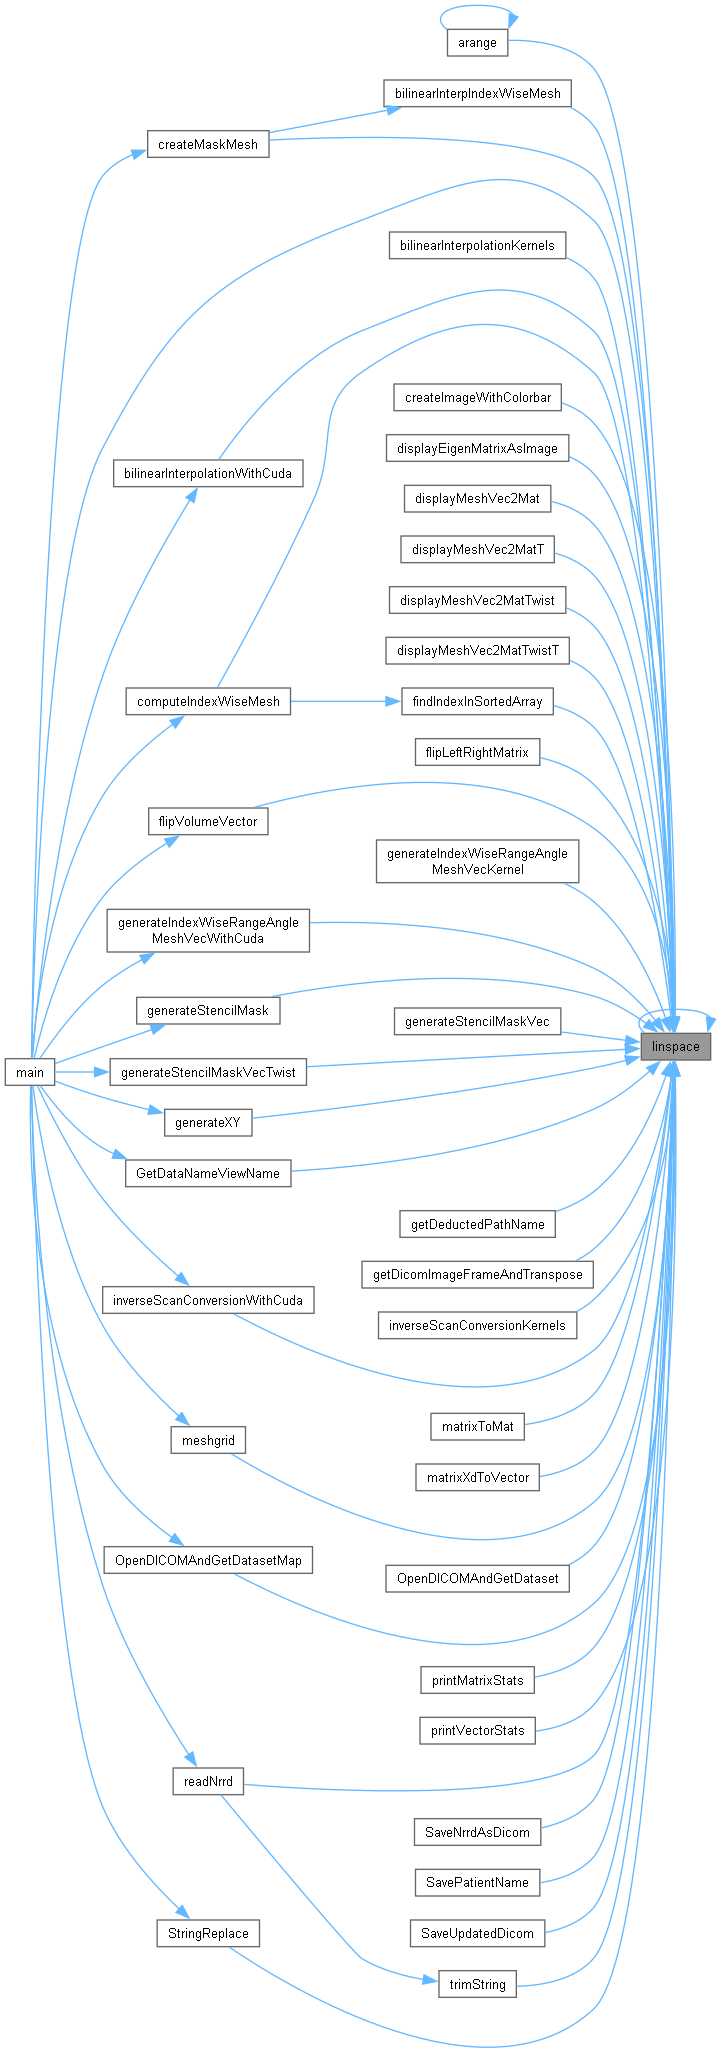 arange
bilinearInterpIndexWiseMesh
createMaskMesh
bilinearInterpolationKernels
createImageWithColorbar
displayEigenMatrixAsImage
bilinearInterpolationWithCuda
displayMeshVec2Mat
displayMeshVec2MatT
displayMeshVec2MatTwist
displayMeshVec2MatTwistT
computeIndexWiseMesh
findIndexInSortedArray
flipLeftRightMatrix
flipVolumeVector
generateIndexWiseRangeAngle
MeshVecKernel
generateIndexWiseRangeAngle
MeshVecWithCuda
generateStencilMask
generateStencilMaskVec
linspace
main
generateStencilMaskVecTwist
generateXY
GetDataNameViewName
getDeductedPathName
getDicomImageFrameAndTranspose
inverseScanConversionWithCuda
inverseScanConversionKernels
matrixToMat
meshgrid
matrixXdToVector
OpenDICOMAndGetDatasetMap
OpenDICOMAndGetDataset
printMatrixStats
printVectorStats
readNrrd
SaveNrrdAsDicom
SavePatientName
StringReplace
SaveUpdatedDicom
trimString